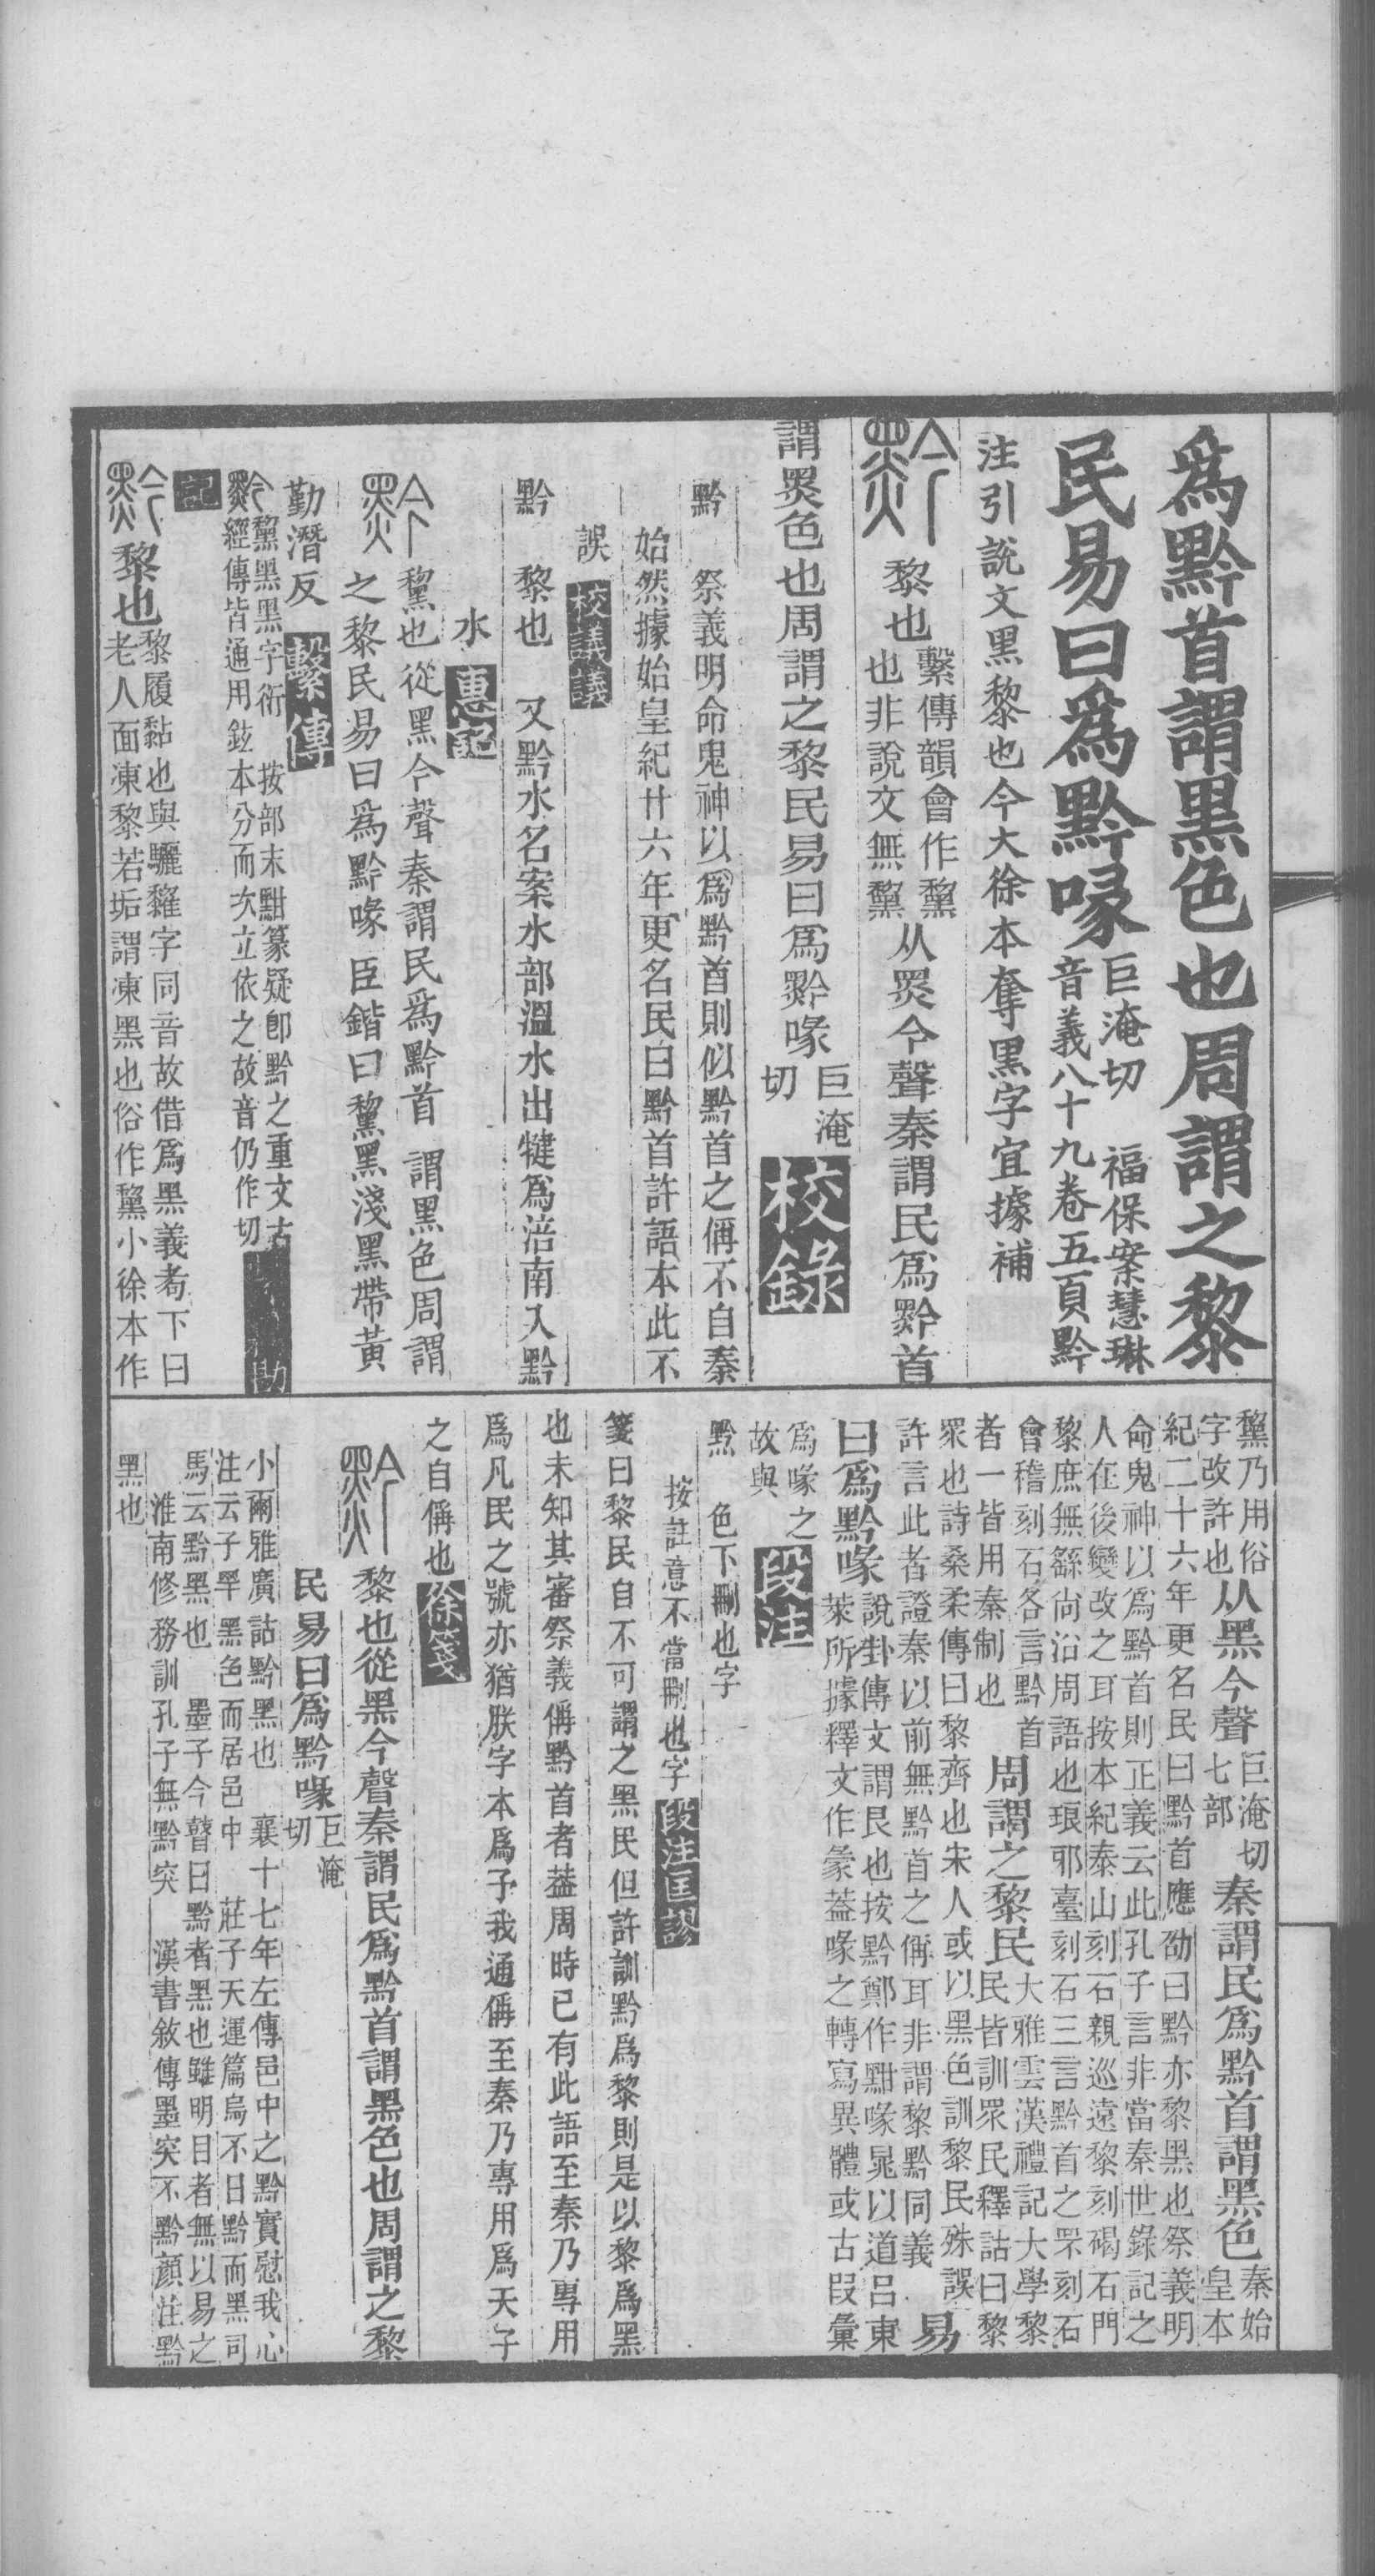 爲黔首謂黑色也周謂之黎
民易曰爲黔喙巨淹切　福保案慧琳
音義八十九卷五頁黔
注引說文黑黎也今大徐本奪黑字宜據補
黔黎也繫傳韻會作黧
也非說文無黧从炱今聲秦謂民爲黔首
謂炱色也周謂之黎民易曰爲黔喙巨淹
切校錄
黔　祭義明命鬼神以爲黔首則似黔首之偁不自秦
始然據始皇紀廿六年更名民曰黔首許語本此不
誤校議議
黔　黎也　又黔水名案水部溫水出犍爲涪南入黔
水惠記
黔黧也從黑今聲秦謂民爲黔首　謂黑色周謂
之黎民易曰爲黔喙臣鍇曰黧黑淺黑帶黃
勤潛反繫傳
黔黧黑黑字衍　按部末黚篆疑卽黔之重文古
經傳皆通用鉉本分而次立依之故音仍作切
記
黔黎也黎履黏也與驪䊪字同音故借爲黑義耇下曰
老人面凍黎若垢謂凍黑也俗作黧小徐本作
黧乃用俗
字改許也从黑今聲巨淹切
七部秦謂民爲黔首謂黑色秦始
皇本
紀二十六年更名民曰黔首應劭曰黔亦黎黑也祭義明
命鬼神以爲黔首則正義云此孔子言非當秦世錄記之
人在後變改之耳按本紀泰山刻石親巡遠黎刻碣石門
黎庶無繇尙沿周語也琅邪臺刻石三言黔首之罘刻石
會稽刻石各言黔首
者一皆用秦制也周謂之黎民大雅雲漢禮記大學黎
民皆訓眾民釋詁曰黎
眾也詩桑柔傳曰黎齊也宋人或以黑色訓黎民殊誤
許言此者證秦以前無黔首之偁耳非謂黎黔同義易
曰爲黔喙說卦傳文謂艮也按黔鄭作黚喙晁以道呂東
萊所據釋文作彖葢喙之轉寫異體或古叚彙
爲喙之
故與段注
黔　色下刪也字
按註意不當刪也字段注匡謬
箋曰黎民自不可謂之黑民但許訓黔爲黎則是以黎爲黑
也未知其審祭義偁黔首者葢周時已有此語至秦乃專用
爲凡民之號亦猶朕字本爲予我通偁至秦乃專用爲天子
之自偁也徐箋
黔黎也從黑今聲秦謂民爲黔首謂黑色也周謂之黎
民易曰爲黔喙巨淹
切
小爾雅廣詁黔黑也　襄十七年左傳邑中之黔實慰我心
注云子罕黑色而居邑中　莊子天運篇烏不日黔而黑司
馬云黔黑也　墨子今瞽曰黔者黑也雖明目者無以易之
淮南修務訓孔子無黔突　漢書敘傳墨突不黔顏注黔
黑也